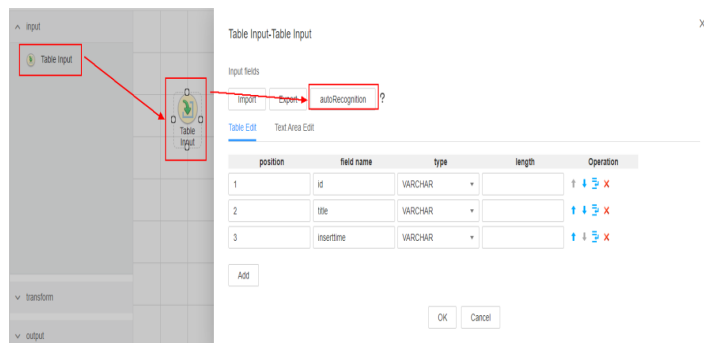 input
Table Input
transform
output
Table
Input
Table Input-Table Input
Input fields
Import Export autoRecognition ?
Table Edit Text Area Edit
position field name type length Operation
1 id VARCHAR
2 title VARCHAR
3 inserttime VARCHAR
Add
OK Cancel